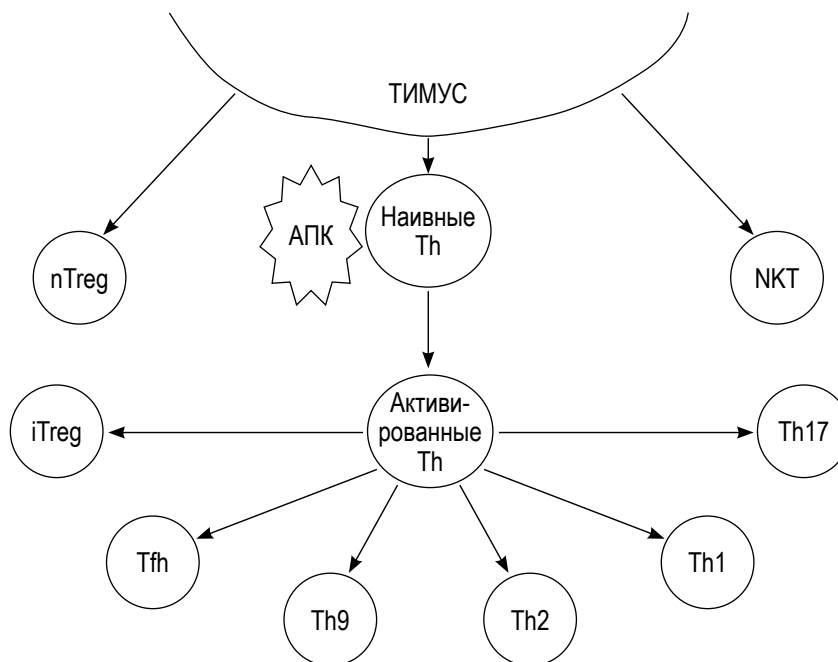 ТИМУС
АПК
Наивные
Th
nTreg
NKT
iTreg
Активи-
рованные
Th
Th17
Tfh
Th1
Th9
Th2